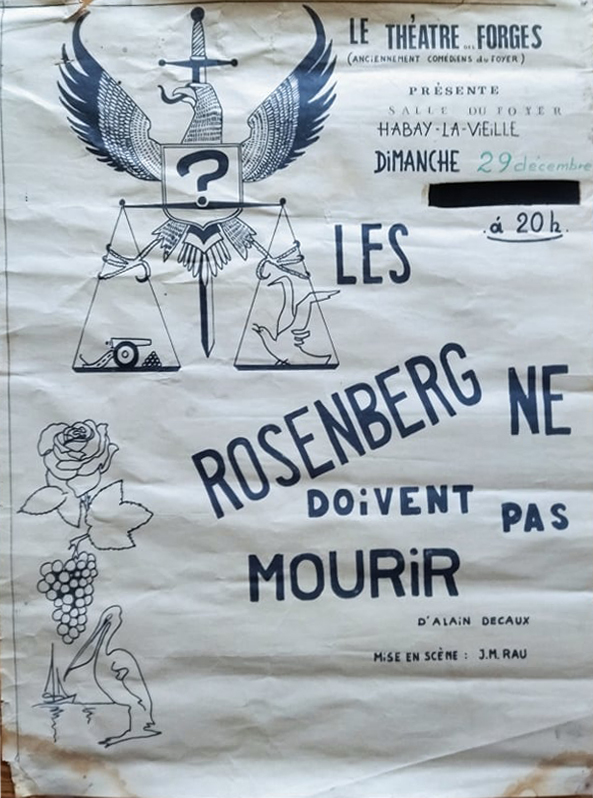 LE THÉATRE DES FORGES
(ANCIENNEMENT COMÉDIENS du FOYER)
PRÉSENTE
SALLE DU FOYER
HABAY-LA-VIEILLE
DiMANCHE 29 décembre
à 20h.
?
LES
ROSENBERG NE
DOiVENT PAS
MOURiR
D'ALAiN DECAUX
MiSE EN SCÈNE : J.M. RAU